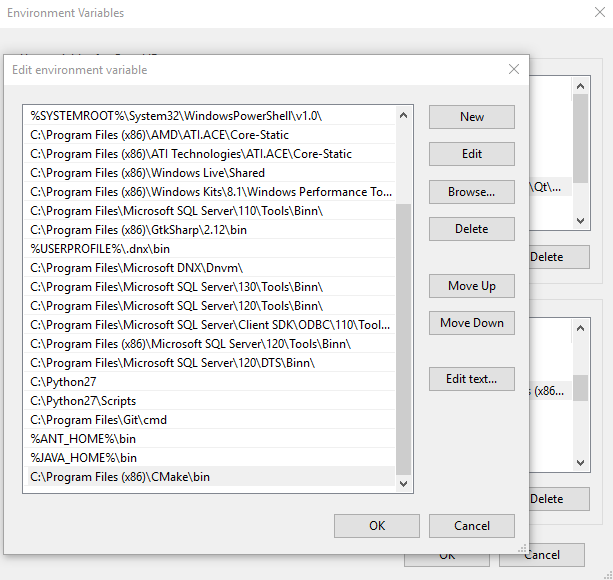 Environment Variables
Edit environment variable
%SYSTEMROOT%\System32\WindowsPowerShell\v1.0\
C:\Program Files (x86)\AMD\ATI.ACE\Core-Static
C:\Program Files (x86)\ATI Technologies\ATI.ACE\Core-Static
C:\Program Files (x86)\Windows Live\Shared
C:\Program Files (x86)\Windows Kits\8.1\Windows Performance To...
C:\Program Files\Microsoft SQL Server\110\Tools\Binn\
C:\Program Files (x86)\GtkSharp\2.12\bin
%USERPROFILE%\.dnx\bin
C:\Program Files\Microsoft DNX\Dnvm\
C:\Program Files\Microsoft SQL Server\130\Tools\Binn\
C:\Program Files\Microsoft SQL Server\120\Tools\Binn\
C:\Program Files\Microsoft SQL Server\Client SDK\ODBC\110\Tool...
C:\Program Files (x86)\Microsoft SQL Server\120\Tools\Binn\
C:\Program Files\Microsoft SQL Server\120\DTS\Binn\
C:\Python27
C:\Python27\Scripts
C:\Program Files\Git\cmd
%ANT_HOME%\bin
%JAVA_HOME%\bin
C:\Program Files (x86)\CMake\bin
New
Edit
Browse...
Delete
Move Up
Move Down
Edit text...
OK
Cancel
\Qt\...
Delete
(x86...
Delete
OK
Cancel